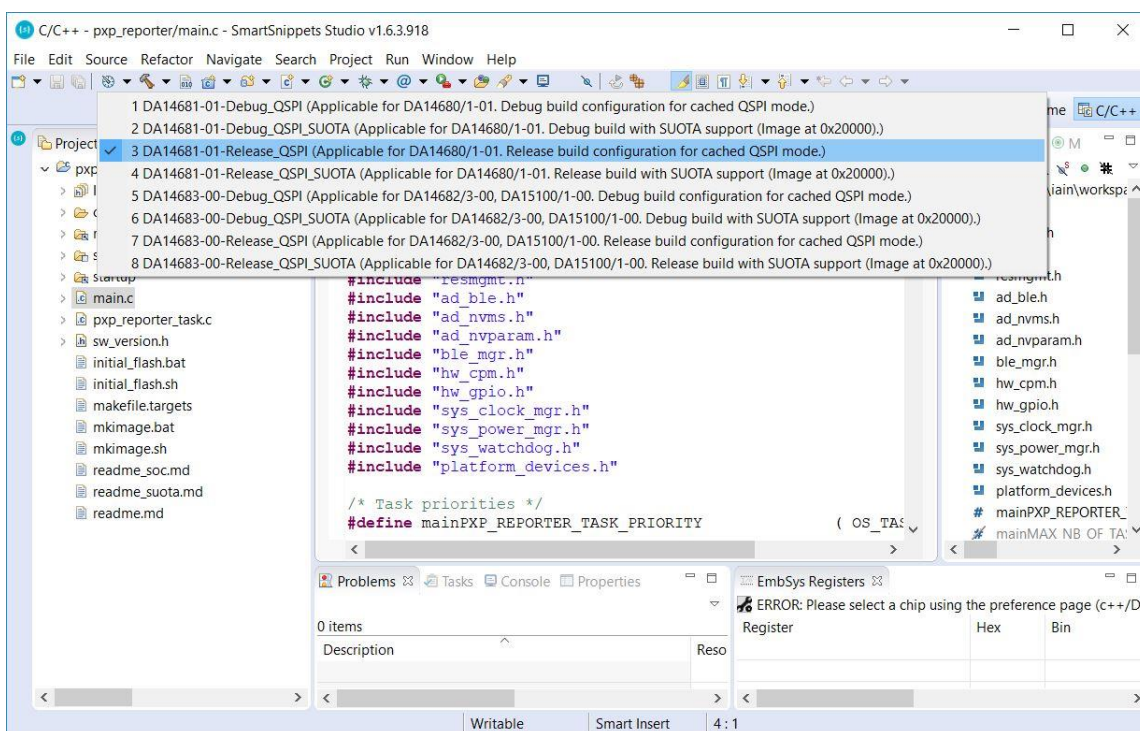 C/C++ - pxp_reporter/main.c - SmartSnippets Studio v1.6.3.918
File Edit Source Refactor Navigate Search Project Run Window Help
1 DA14681-01-Debug_QSPI (Applicable for DA14680/1-01. Debug build configuration for cached QSPI mode.)
2 DA14681-01-Debug_QSPI_SUOTA (Applicable for DA14680/1-01. Debug build with SUOTA support (Image at 0x20000).)
3 DA14681-01-Release_QSPI (Applicable for DA14680/1-01. Release build configuration for cached QSPI mode.)
4 DA14681-01-Release_QSPI_SUOTA (Applicable for DA14680/1-01. Release build with SUOTA support (Image at 0x20000).)
5 DA14683-00-Debug_QSPI (Applicable for DA14682/3-00, DA15100/1-00. Debug build configuration for cached QSPI mode.)
6 DA14683-00-Debug_QSPI_SUOTA (Applicable for DA14682/3-00, DA15100/1-00. Debug build with SUOTA support (Image at 0x20000).)
7 DA14683-00-Release_QSPI (Applicable for DA14682/3-00, DA15100/1-00. Release build configuration for cached QSPI mode.)
8 DA14683-00-Release_QSPI_SUOTA (Applicable for DA14682/3-00, DA15100/1-00. Release build with SUOTA support (Image at 0x20000).)
me C/C++
Project
M
pxp
\iain\workspa
startup
main.c
pxp_reporter_task.c
sw_version.h
initial_flash.bat
initial_flash.sh
makefile.targets
mkimage.bat
mkimage.sh
readme_soc.md
readme_suota.md
readme.md
#include "resmgmt.h"
#include "ad_ble.h"
#include "ad_nvms.h"
#include "ad_nvparam.h"
#include "ble_mgr.h"
#include "hw_cpm.h"
#include "hw_gpio.h"
#include "sys_clock_mgr.h"
#include "sys_power_mgr.h"
#include "sys_watchdog.h"
#include "platform_devices.h"
/* Task priorities */
#define mainPXP_REPORTER_TASK_PRIORITY ( OS_TAS
resmgmt.h
ad_ble.h
ad_nvms.h
ad_nvparam.h
ble_mgr.h
hw_cpm.h
hw_gpio.h
sys_clock_mgr.h
sys_power_mgr.h
sys_watchdog.h
platform_devices.h
# mainPXP_REPORTER_
# mainMAX_NB_OF_TA
Problems Tasks Console Properties
0 items
Description Reso
EmbSys Registers
ERROR: Please select a chip using the preference page (c++/D
Register Hex Bin
Writable Smart Insert 4 : 1